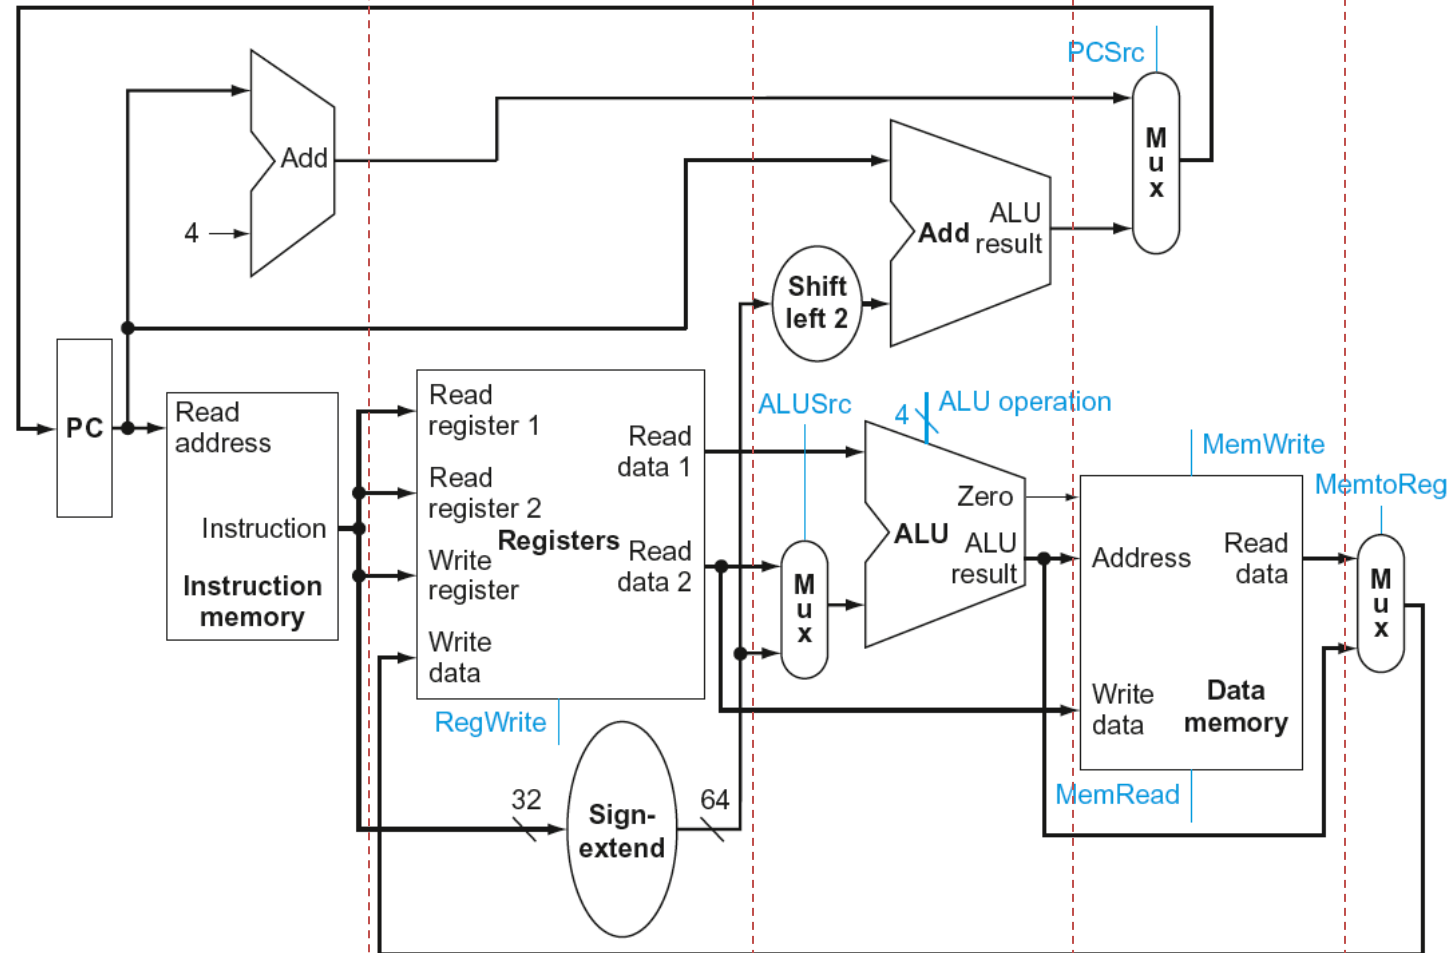 PCSrc
M
u
x
Add
4
Add
ALU
result
Shift
left 2
PC
Read
address
Instruction
Instruction
memory
Read
register 1
Read
register 2
Write
register
Write
data
Registers
Read
data 1
Read
data 2
RegWrite
32
Sign-
extend
64
ALUSrc
M
u
x
4
ALU operation
Zero
ALU
ALU
result
MemWrite
Address
Read
data
Write
data
Data
memory
MemRead
MemtoReg
M
u
x